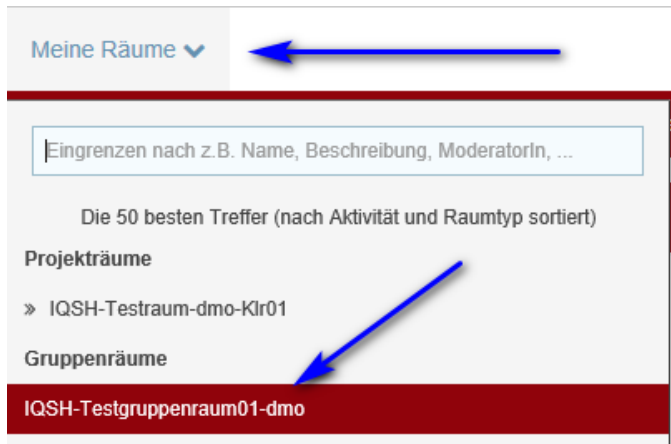 Meine Räume
Eingrenzen nach z.B. Name, Beschreibung, ModeratorIn, ...
Die 50 besten Treffer (nach Aktivität und Raumtyp sortiert)
Projekträume
» IQSH-Testraum-dmo-Klr01
Gruppenräume
IQSH-Testgruppenraum01-dmo